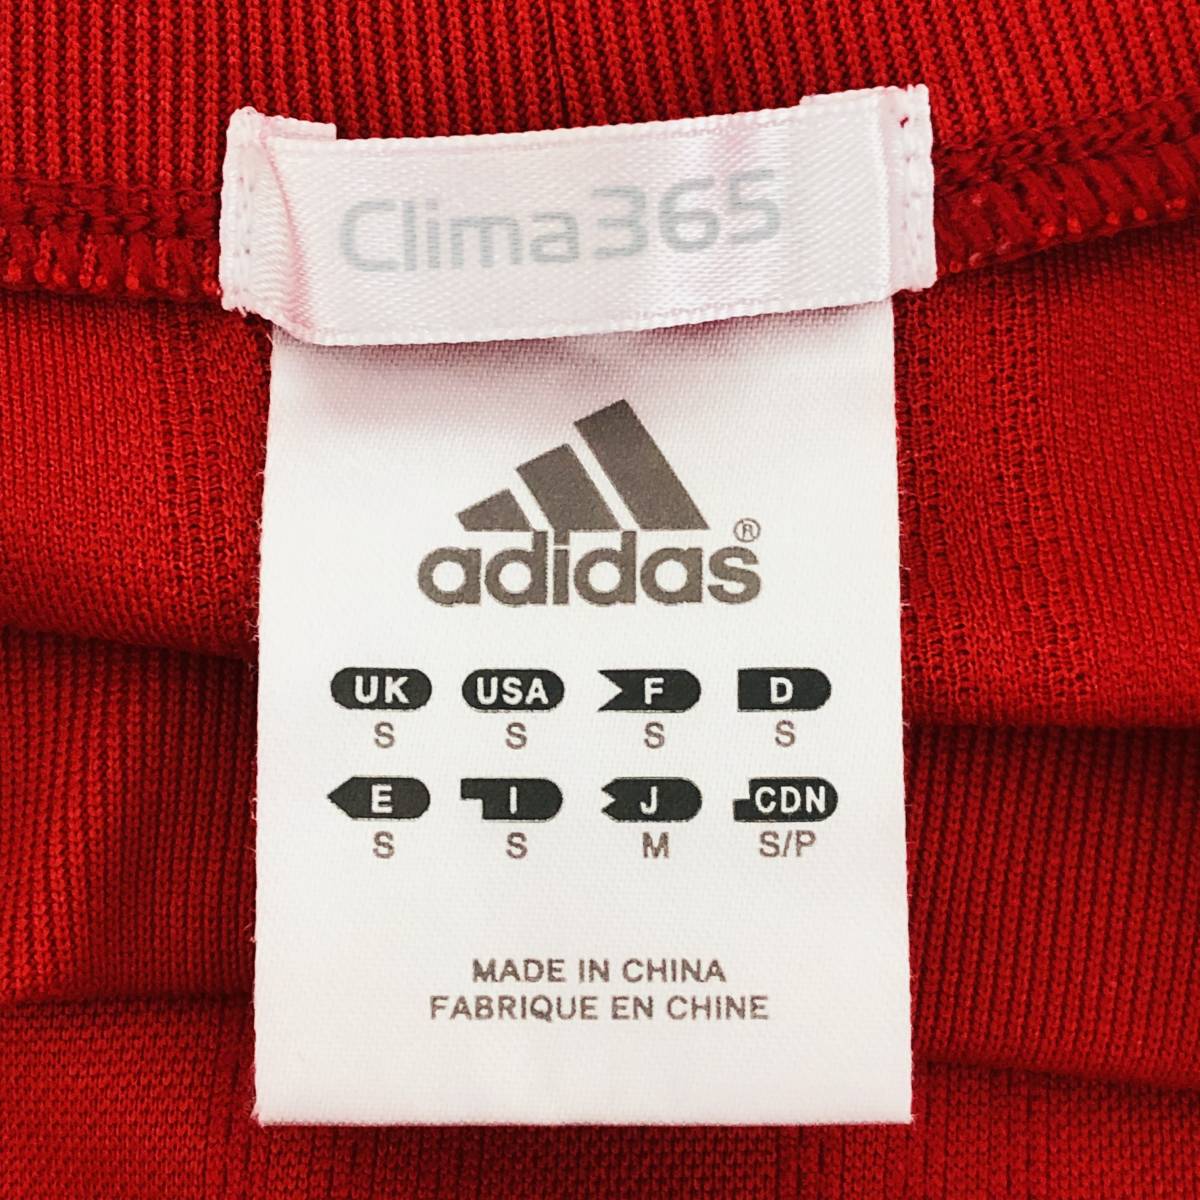 Clima365
adidas®
UK USA F D
S S S S
E I J CDN
S S M S/P
MADE IN CHINA
FABRIQUE EN CHINE